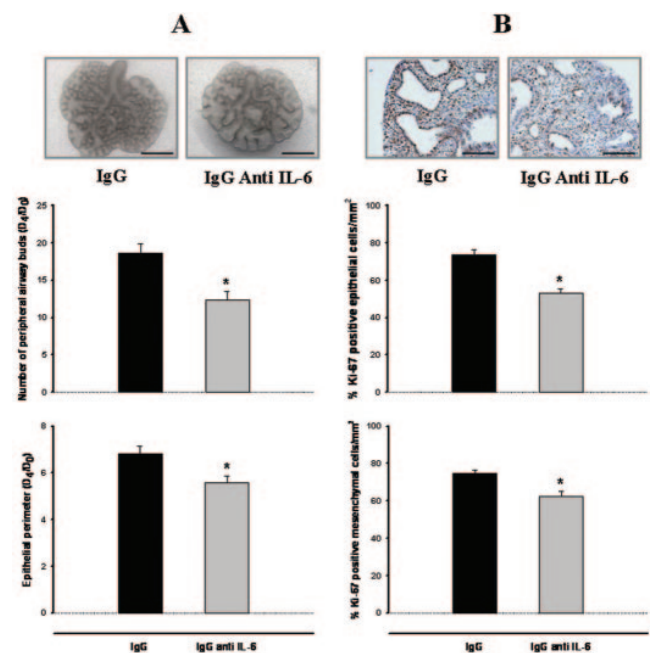 A
B
IgG
IgG Anti IL-6
IgG
IgG Anti IL-6
Number of peripheral airway buds (D4/D0)
25
20
15
10
5
0
*
% Ki-67 positive epithelial cells/mm²
100
80
60
40
20
0
*
Epithelial perimeter (D4/D0)
8
6
4
2
0
*
IgG
IgG anti IL-6
% Ki-67 positive mesenchymal cells/mm²
100
80
60
40
20
0
*
IgG
IgG anti IL-6